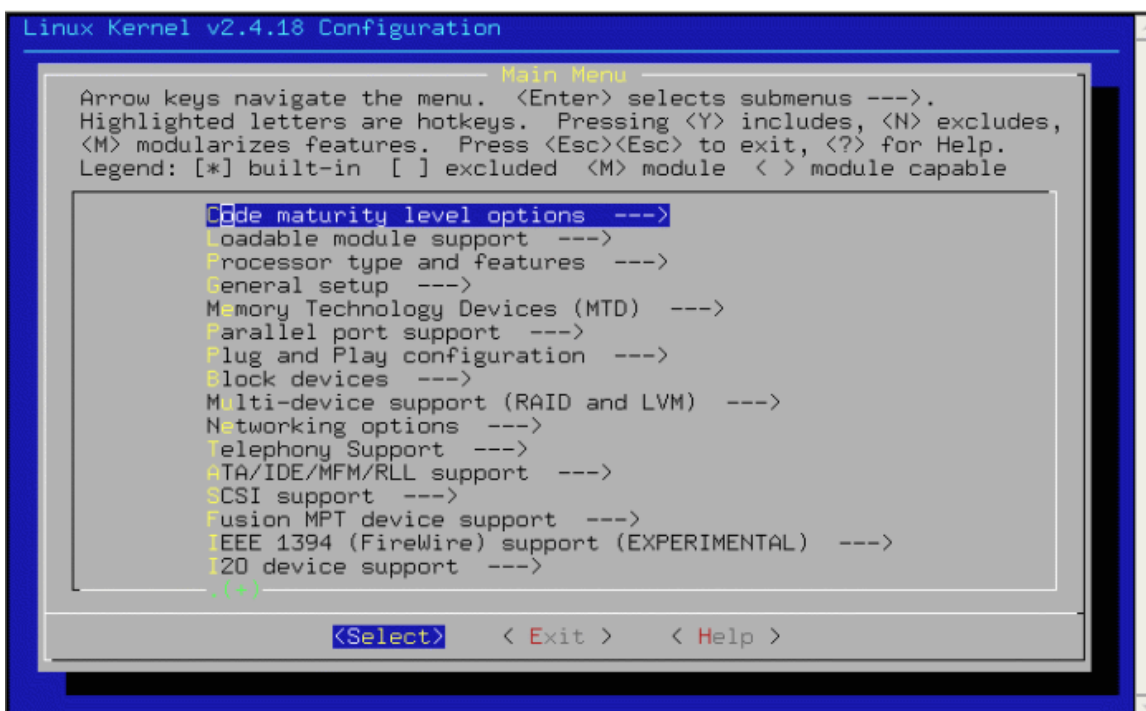 Linux Kernel v2.4.18 Configuration
Main Menu
Arrow keys navigate the menu.  <Enter> selects submenus --->.
Highlighted letters are hotkeys.  Pressing <Y> includes, <N> excludes,
<M> modularizes features.  Press <Esc><Esc> to exit, <?> for Help.
Legend: [*] built-in  [ ] excluded  <M> module  < > module capable
Code maturity level options  --->
Loadable module support  --->
Processor type and features  --->
General setup  --->
Memory Technology Devices (MTD)  --->
Parallel port support  --->
Plug and Play configuration  --->
Block devices  --->
Multi-device support (RAID and LVM)  --->
Networking options  --->
Telephony Support  --->
ATA/IDE/MFM/RLL support  --->
SCSI support  --->
Fusion MPT device support  --->
IEEE 1394 (FireWire) support (EXPERIMENTAL)  --->
I2O device support  --->
.(+)
<Select>    < Exit >    < Help >